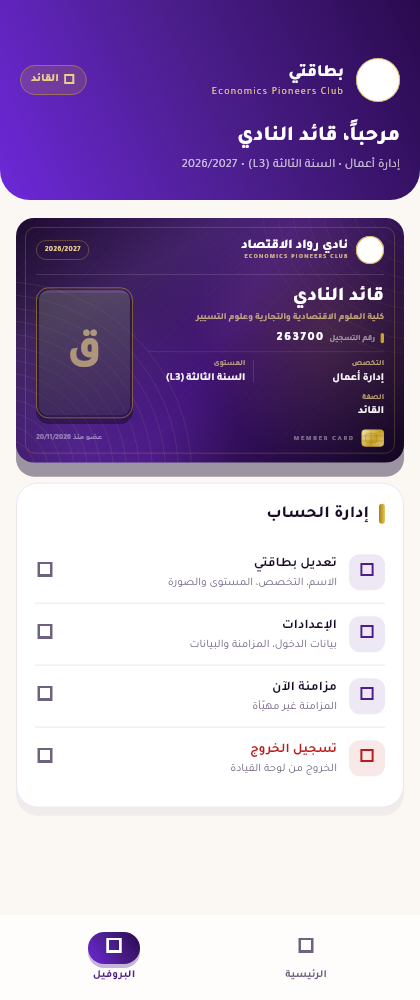 بطاقتي
Economics Pioneers Club
القائد
مرحباً، قائد النادي
إدارة أعمال · السنة الثالثة (L3) · 2026/2027
نادي رواد الاقتصاد
ECONOMICS PIONEERS CLUB
2026/2027
قائد النادي
كلية العلوم الاقتصادية والتجارية وعلوم التسيير
رقم التسجيل 263700
التخصص
إدارة أعمال
المستوى
السنة الثالثة (L3)
الصفة
القائد
ق
MEMBER CARD
عضو منذ 20/11/2026
إدارة الحساب
تعديل بطاقتي
الاسم، التخصص، المستوى والصورة
الإعدادات
بيانات الدخول، المزامنة والبيانات
مزامنة الآن
المزامنة غير مهيّأة
تسجيل الخروج
الخروج من لوحة القيادة
الرئيسية
البروفيل